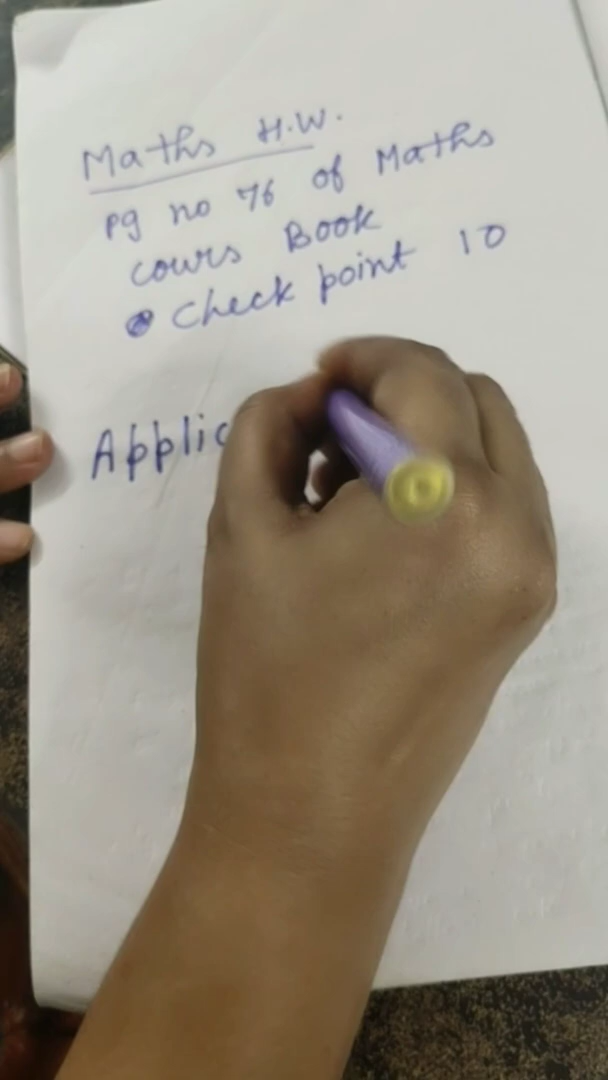 Maths H.W.
pg no 76 of Maths
cours Book
Check point 10
Applic